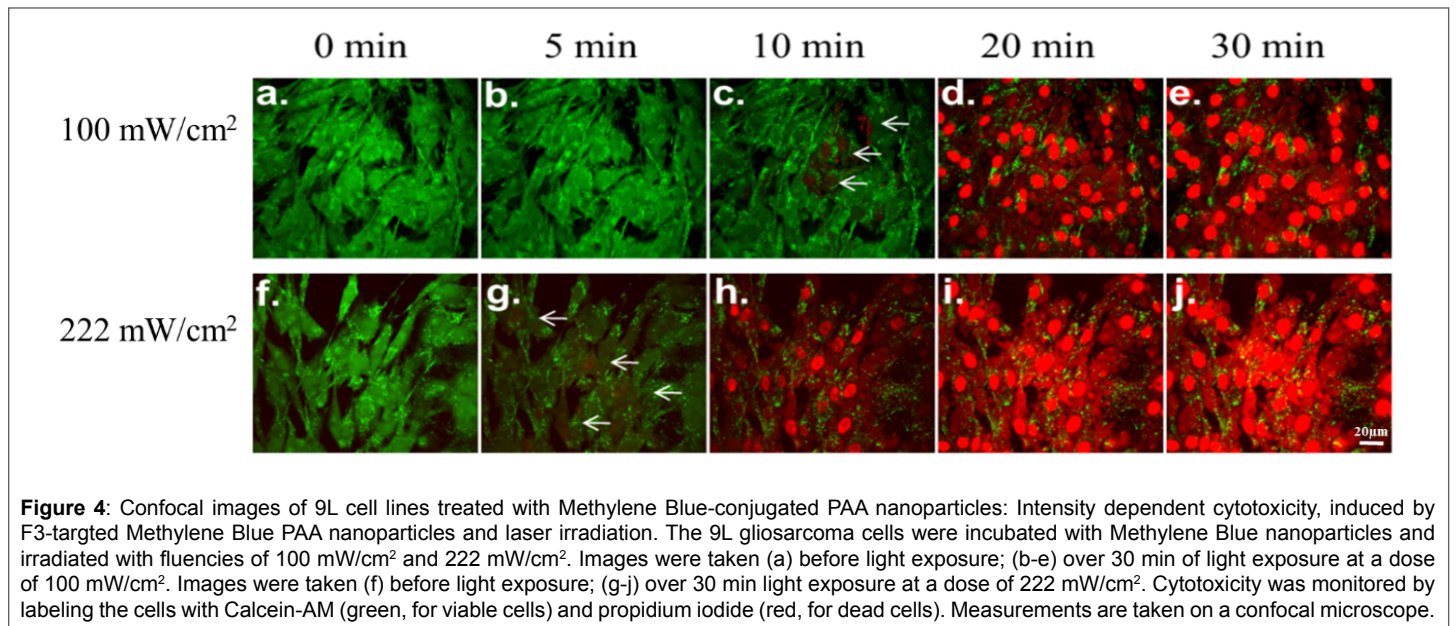 0 min 5 min 10 min 20 min 30 min
100 mW/cm²
a. b. c. d. e.
222 mW/cm²
f. g. h. i. j.
20μm
Figure 4: Confocal images of 9L cell lines treated with Methylene Blue-conjugated PAA nanoparticles: Intensity dependent cytotoxicity, induced by
F3-targted Methylene Blue PAA nanoparticles and laser irradiation. The 9L gliosarcoma cells were incubated with Methylene Blue nanoparticles and
irradiated with fluencies of 100 mW/cm² and 222 mW/cm². Images were taken (a) before light exposure; (b-e) over 30 min of light exposure at a dose
of 100 mW/cm². Images were taken (f) before light exposure; (g-j) over 30 min light exposure at a dose of 222 mW/cm². Cytotoxicity was monitored by
labeling the cells with Calcein-AM (green, for viable cells) and propidium iodide (red, for dead cells). Measurements are taken on a confocal microscope.